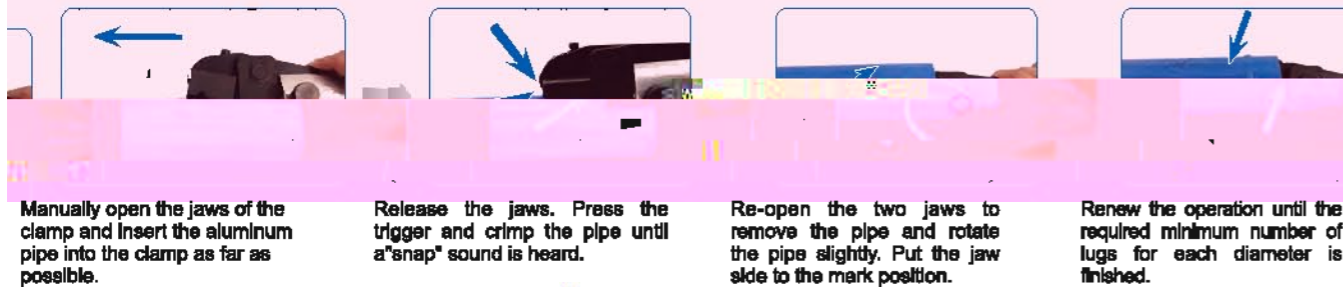 Manually open the jaws of the
clamp and insert the aluminum
pipe into the clamp as far as
possible.
Release the jaws. Press the
trigger and crimp the pipe until
a"snap" sound is heard.
Re-open the two jaws to
remove the pipe and rotate
the pipe slightly. Put the jaw
side to the mark position.
Renew the operation until the
required minimum number of
lugs for each diameter is
finished.